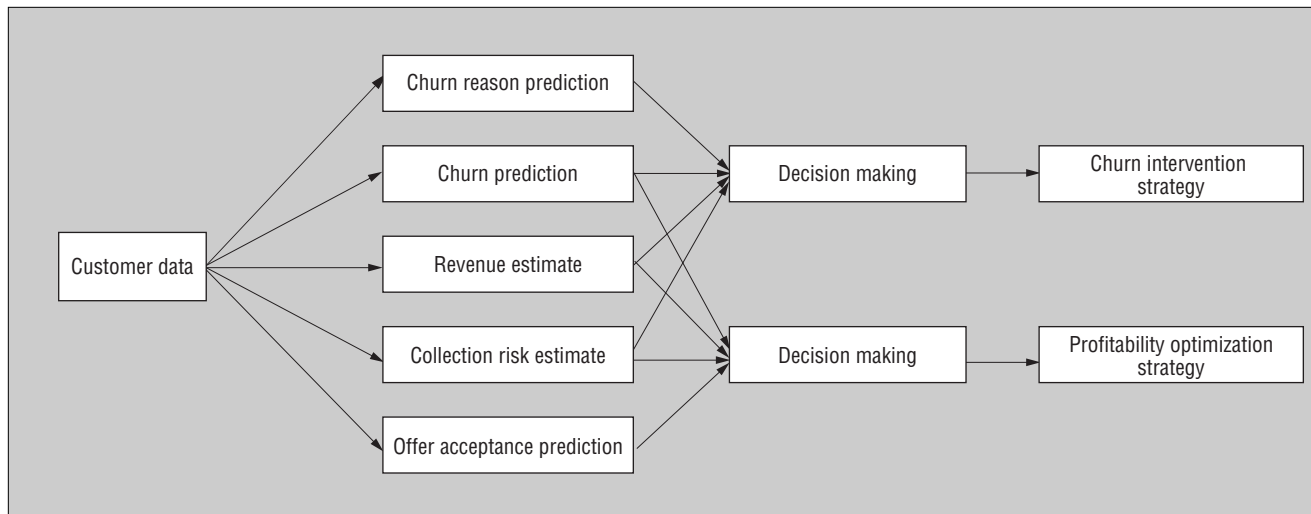 Customer data
Churn reason prediction
Churn prediction
Revenue estimate
Collection risk estimate
Offer acceptance prediction
Decision making
Decision making
Churn intervention
strategy
Profitability optimization
strategy